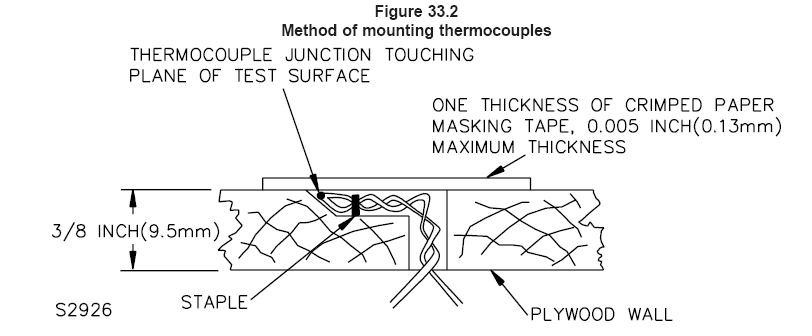 Figure 33.2
Method of mounting thermocouples
THERMOCOUPLE JUNCTION TOUCHING
PLANE OF TEST SURFACE
ONE THICKNESS OF CRIMPED PAPER
MASKING TAPE, 0.005 INCH(0.13mm)
MAXIMUM THICKNESS
3/8 INCH(9.5mm)
S2926
STAPLE
PLYWOOD WALL